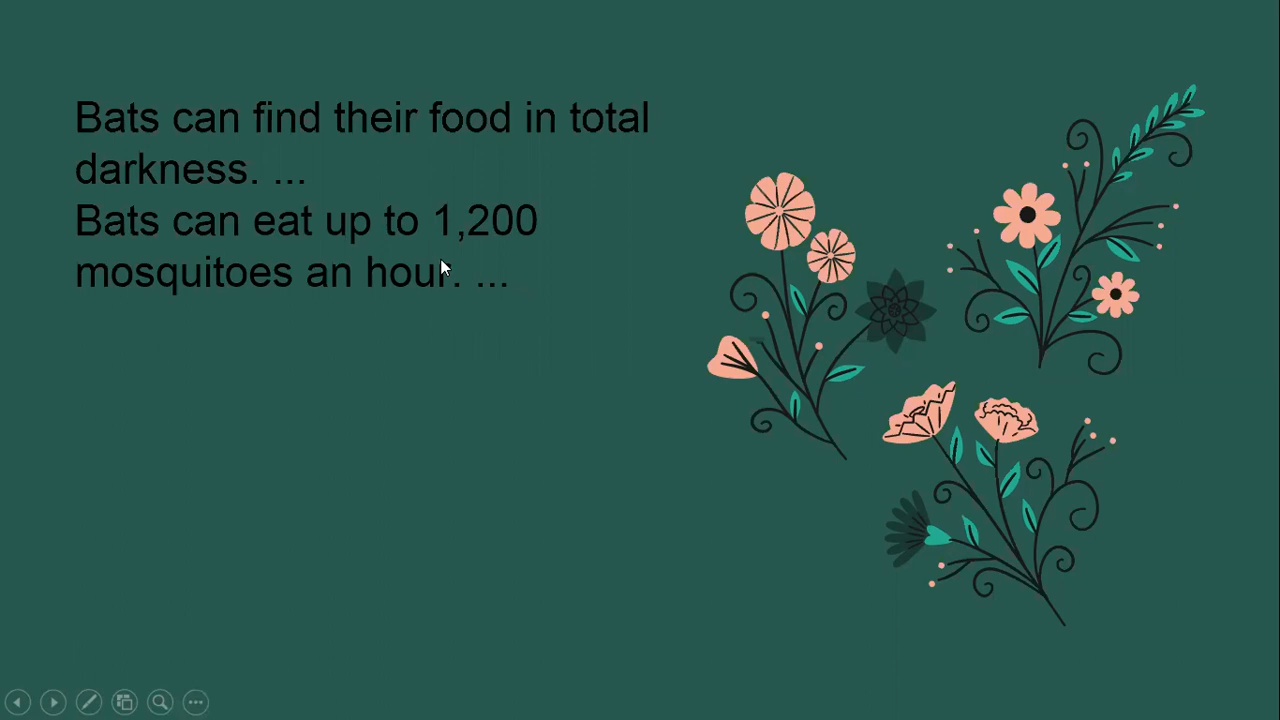 Bats can find their food in total
darkness. ...
Bats can eat up to 1,200
mosquitoes an hour. ...